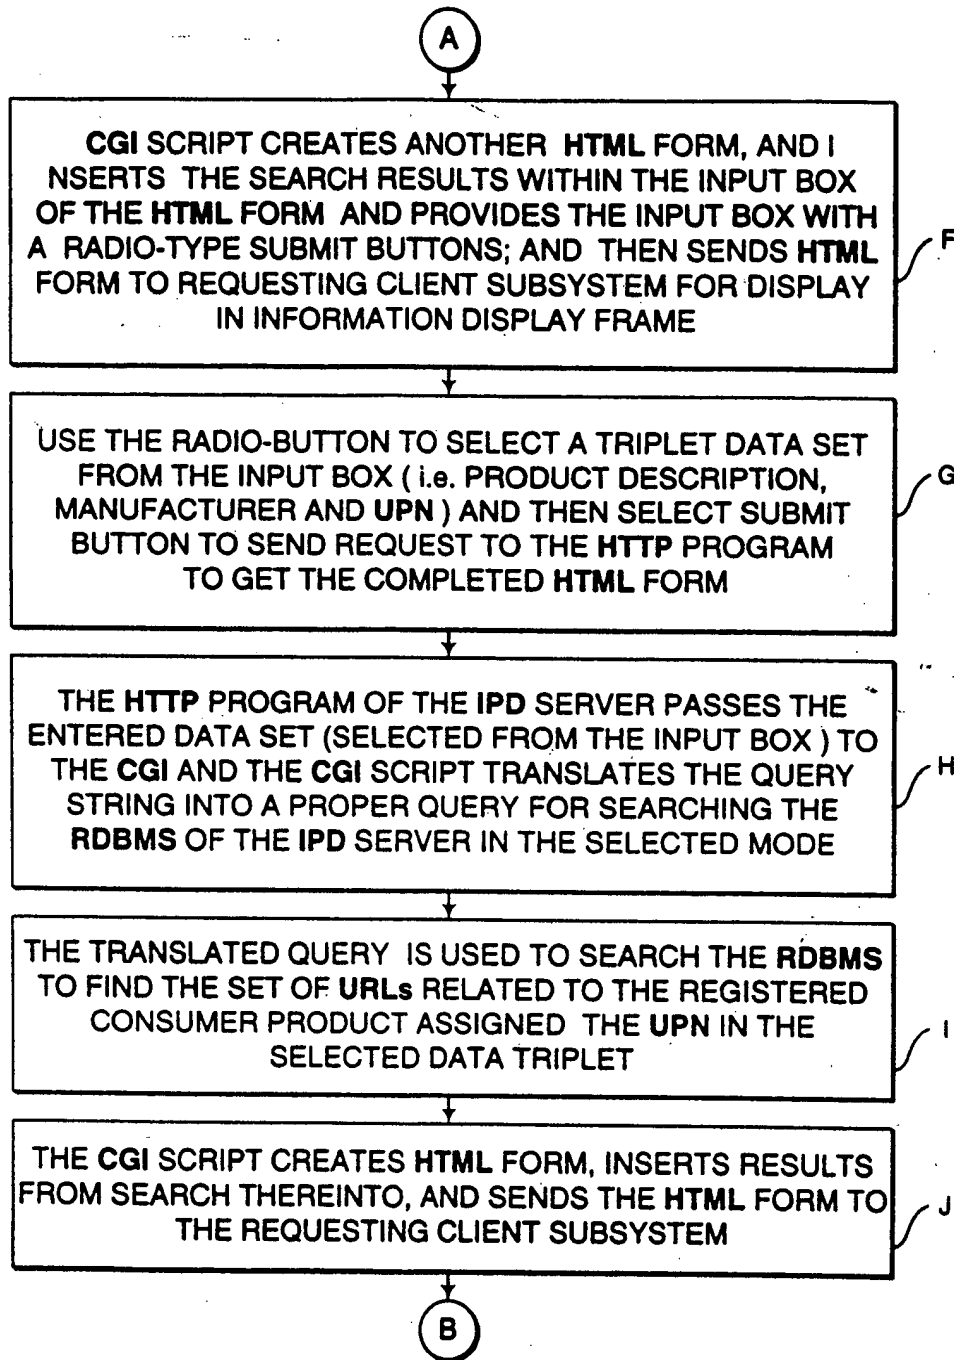 A
CGI SCRIPT CREATES ANOTHER HTML FORM, AND I
NSERTS THE SEARCH RESULTS WITHIN THE INPUT BOX
OF THE HTML FORM AND PROVIDES THE INPUT BOX WITH
A RADIO-TYPE SUBMIT BUTTONS; AND THEN SENDS HTML
FORM TO REQUESTING CLIENT SUBSYSTEM FOR DISPLAY
IN INFORMATION DISPLAY FRAME
F
USE THE RADIO-BUTTON TO SELECT A TRIPLET DATA SET
FROM THE INPUT BOX ( i.e. PRODUCT DESCRIPTION,
MANUFACTURER AND UPN ) AND THEN SELECT SUBMIT
BUTTON TO SEND REQUEST TO THE HTTP PROGRAM
TO GET THE COMPLETED HTML FORM
G
THE HTTP PROGRAM OF THE IPD SERVER PASSES THE
ENTERED DATA SET (SELECTED FROM THE INPUT BOX ) TO
THE CGI AND THE CGI SCRIPT TRANSLATES THE QUERY
STRING INTO A PROPER QUERY FOR SEARCHING THE
RDBMS OF THE IPD SERVER IN THE SELECTED MODE
H
THE TRANSLATED QUERY IS USED TO SEARCH THE RDBMS
TO FIND THE SET OF URLs RELATED TO THE REGISTERED
CONSUMER PRODUCT ASSIGNED THE UPN IN THE
SELECTED DATA TRIPLET
I
THE CGI SCRIPT CREATES HTML FORM, INSERTS RESULTS
FROM SEARCH THEREINTO, AND SENDS THE HTML FORM TO
THE REQUESTING CLIENT SUBSYSTEM
J
B